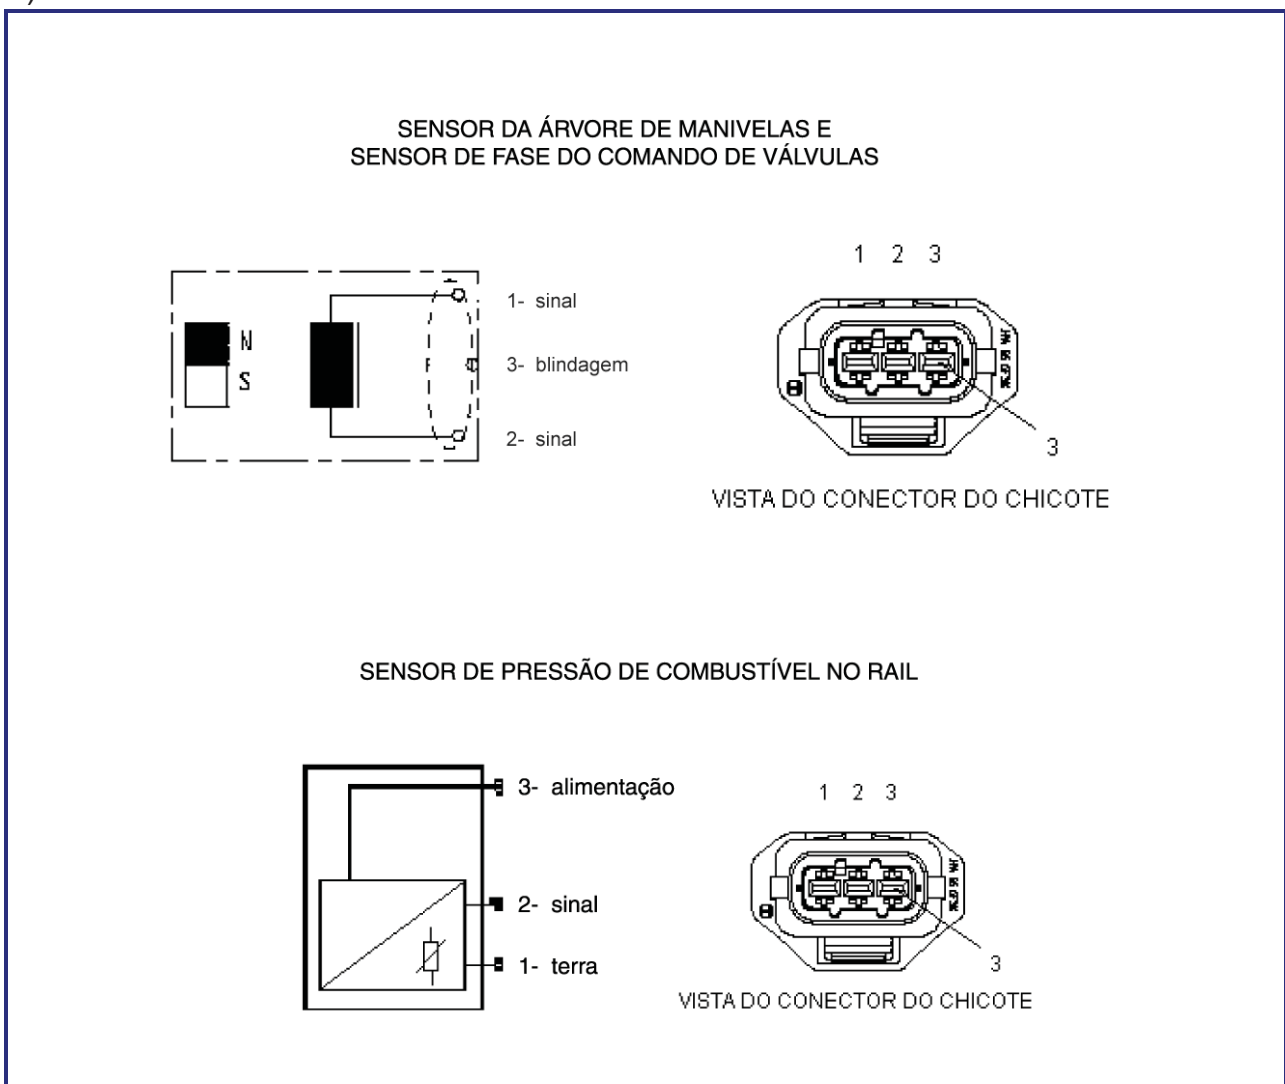 SENSOR DA ÁRVORE DE MANIVELAS E
SENSOR DE FASE DO COMANDO DE VÁLVULAS
1 2 3
1- sinal
N
S
3- blindagem
2- sinal
3
VISTA DO CONECTOR DO CHICOTE
SENSOR DE PRESSÃO DE COMBUSTÍVEL NO RAIL
3- alimentação
1 2 3
2- sinal
1- terra
3
VISTA DO CONECTOR DO CHICOTE